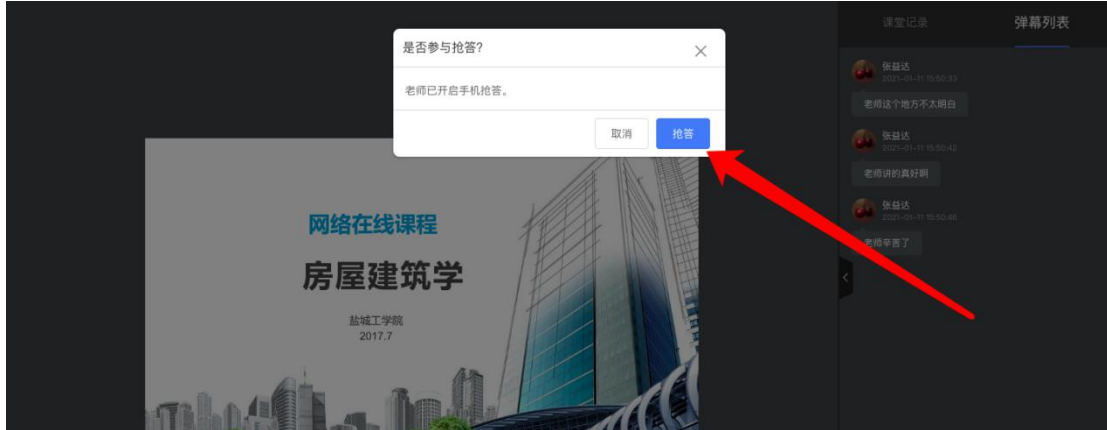 是否参与抢答?
老师已开启手机抢答。
取消
抢答
网络在线课程
房屋建筑学
盐城工学院
2017.7
课堂记录
弹幕列表
张益达
2021-01-11 15:50:33
老师这个地方不太明白
张益达
2021-01-11 15:50:42
老师讲的真好啊
张益达
2021-01-11 15:50:46
老师辛苦了